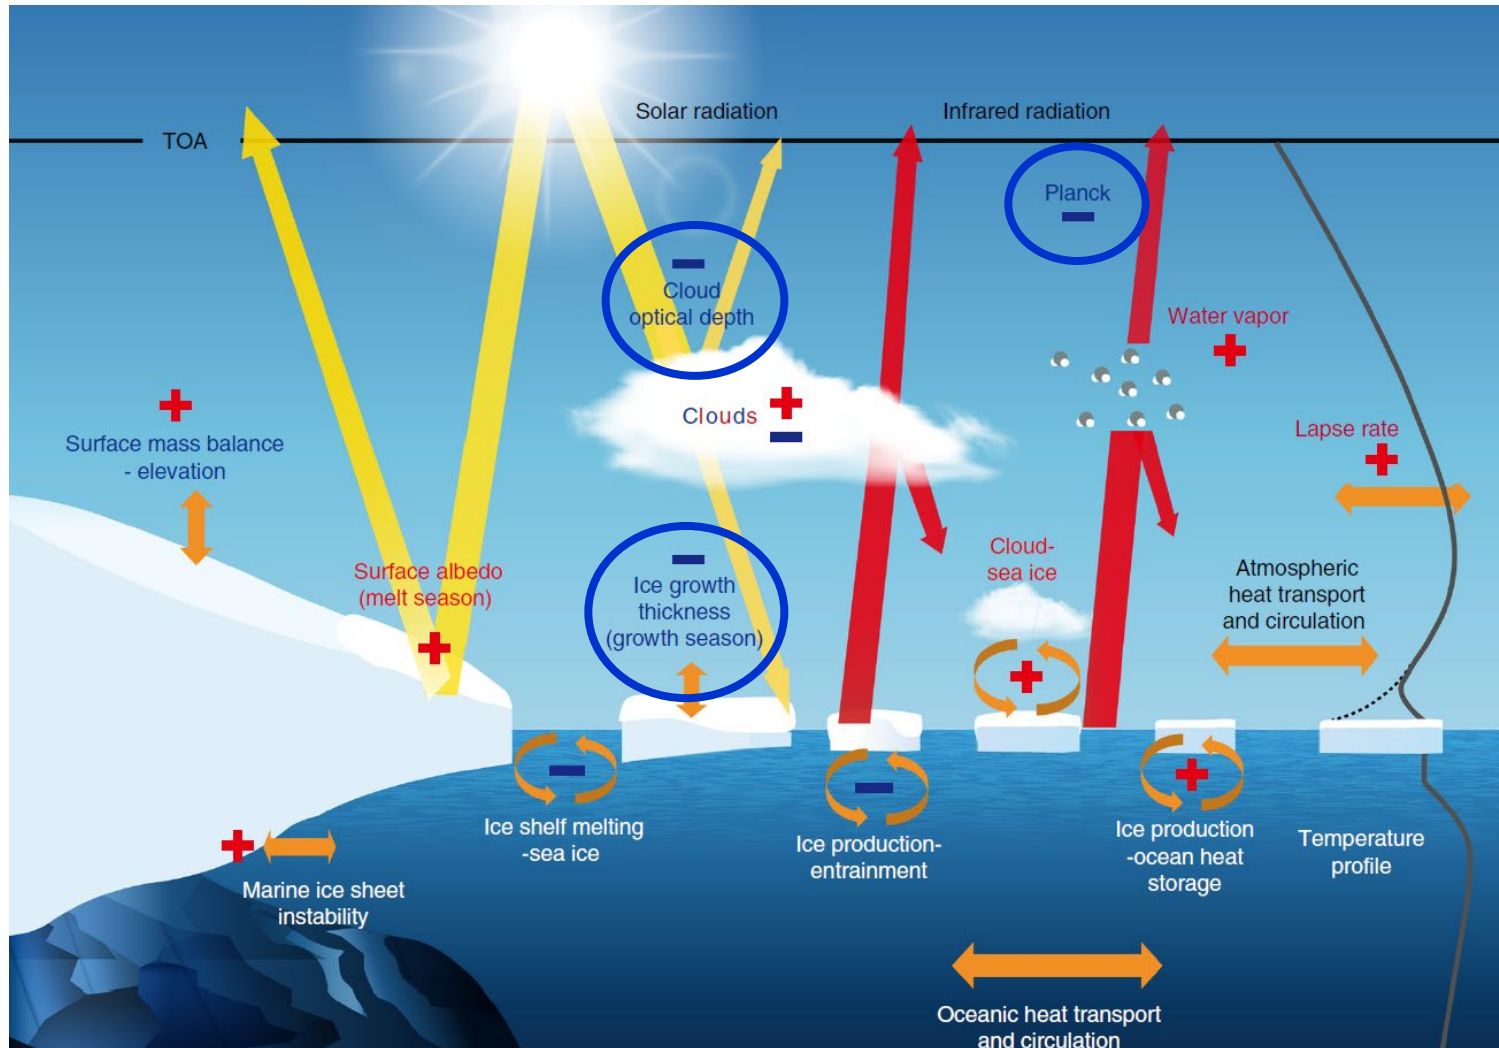 Solar radiation
Infrared radiation
TOA
Planck
Cloud
optical depth
Water vapor
Clouds
Surface mass balance
- elevation
Lapse rate
Surface albedo
(melt season)
Ice growth
thickness
(growth season)
Cloud-
sea ice
Atmospheric
heat transport
and circulation
Ice shelf melting
-sea ice
Ice production-
entrainment
Ice production
-ocean heat
storage
Temperature
profile
Marine ice sheet
instability
Oceanic heat transport
and circulation